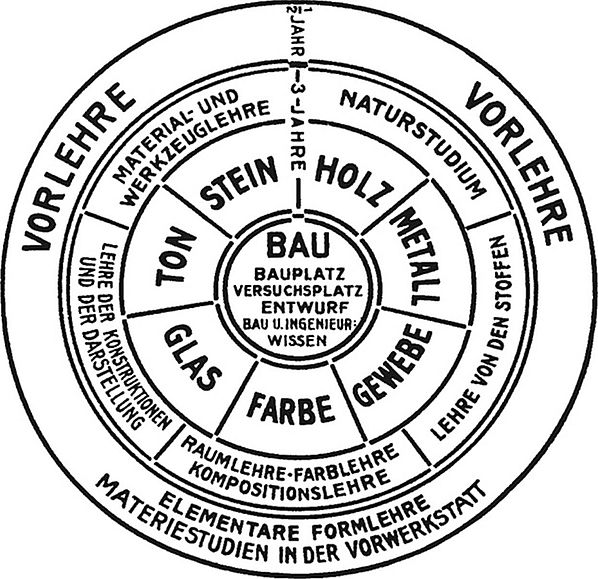 ½ JAHR
VORLEHRE
VORLEHRE
3 JAHRE
MATERIAL- UND
WERKZEUGLEHRE
NATURSTUDIUM
LEHRE VON DEN STOFFEN
RAUMLEHRE·FARBLEHRE
KOMPOSITIONSLEHRE
LEHRE DER KONSTRUKTIONEN
UND DER DARSTELLUNG
STEIN
HOLZ
METALL
GEWEBE
FARBE
GLAS
TON
BAU
BAUPLATZ
VERSUCHSPLATZ
ENTWURF
BAU U. INGENIEUR:
WISSEN
ELEMENTARE FORMLEHRE
MATERIESTUDIEN IN DER VORWERKSTATT